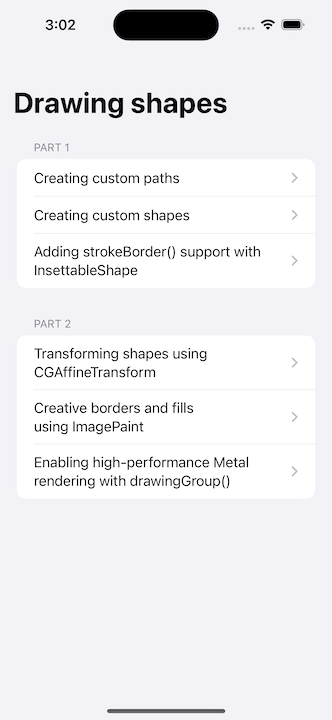 3:02
Drawing shapes
PART 1
Creating custom paths
Creating custom shapes
Adding strokeBorder() support with
InsettableShape
PART 2
Transforming shapes using
CGAffineTransform
Creative borders and fills
using ImagePaint
Enabling high-performance Metal
rendering with drawingGroup()